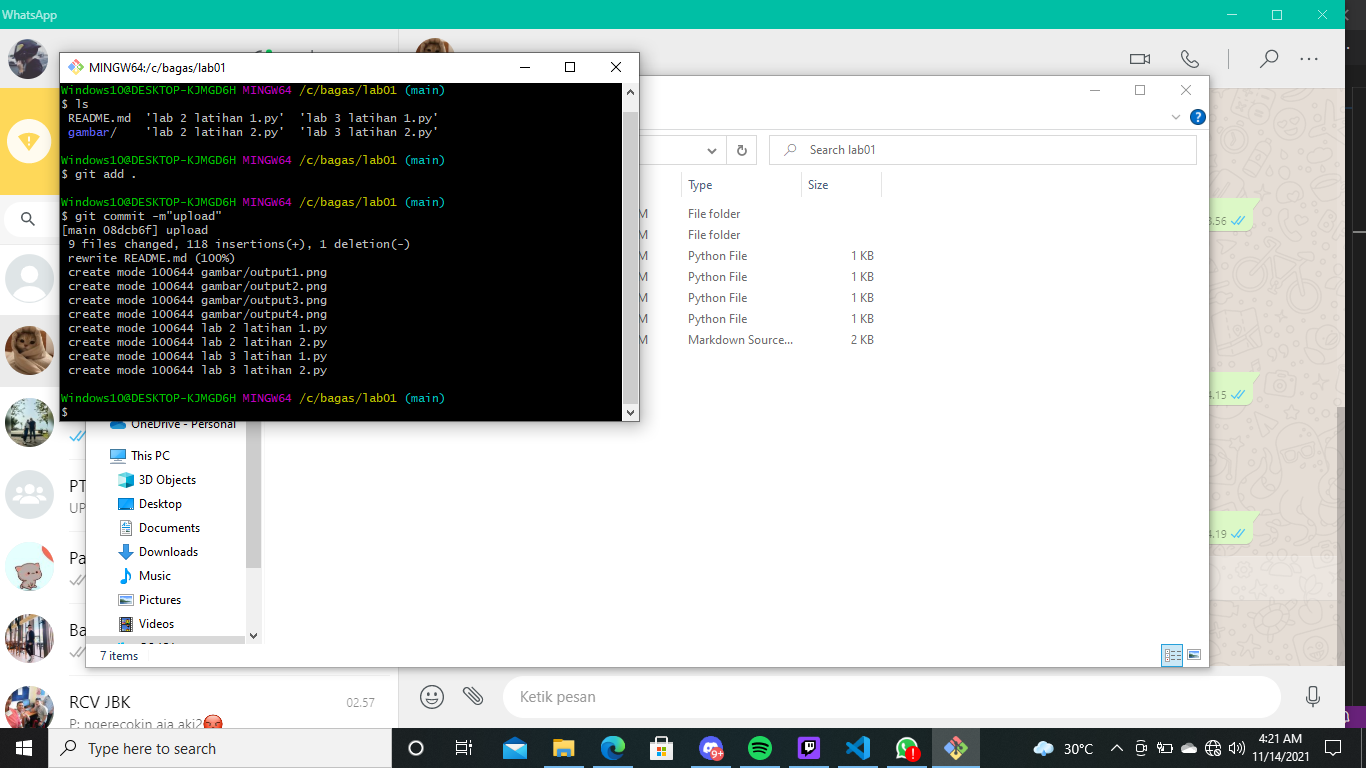 WhatsApp
MINGW64:/c/bagas/lab01
Windows10@DESKTOP-KJMGD6H MINGW64 /c/bagas/lab01 (main)
$ ls
README.md 'lab 2 latihan 1.py' 'lab 3 latihan 1.py'
gambar/ 'lab 2 latihan 2.py' 'lab 3 latihan 2.py'
Windows10@DESKTOP-KJMGD6H MINGW64 /c/bagas/lab01 (main)
$ git add .
Windows10@DESKTOP-KJMGD6H MINGW64 /c/bagas/lab01 (main)
$ git commit -m"upload"
[main 08dcb6f] upload
9 files changed, 118 insertions(+), 1 deletion(-)
rewrite README.md (100%)
create mode 100644 gambar/output1.png
create mode 100644 gambar/output2.png
create mode 100644 gambar/output3.png
create mode 100644 gambar/output4.png
create mode 100644 lab 2 latihan 1.py
create mode 100644 lab 2 latihan 2.py
create mode 100644 lab 3 latihan 1.py
create mode 100644 lab 3 latihan 2.py
Windows10@DESKTOP-KJMGD6H MINGW64 /c/bagas/lab01 (main)
$
Search lab01
Type Size
M File folder
M File folder
M Python File 1 KB
M Python File 1 KB
M Python File 1 KB
M Python File 1 KB
M Markdown Source... 2 KB
3.56
4.15
4.19
OneDrive - Personal
This PC
3D Objects
Desktop
Documents
Downloads
Music
Pictures
Videos
7 items
PT
UP
Pa
Ba
RCV JBK 02.57
P: ngerecokin aja aki2
Ketik pesan
Type here to search
9+
30°C
4:21 AM
11/14/2021